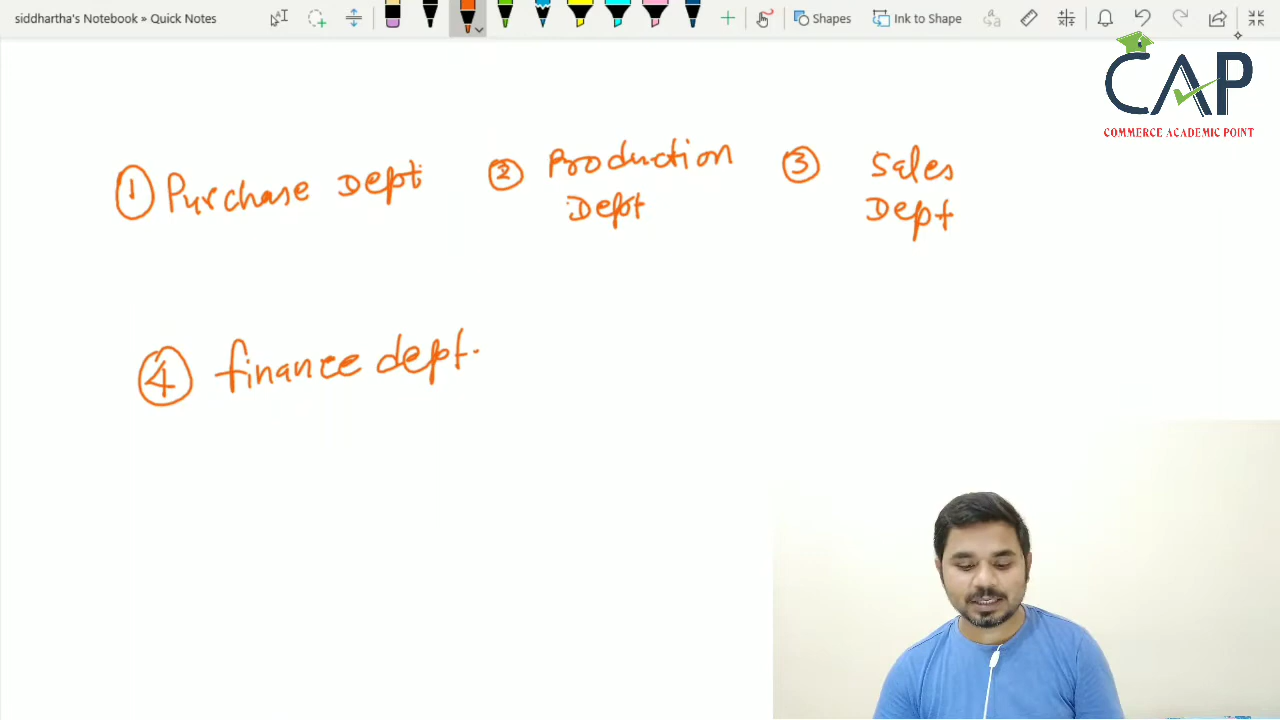 siddhartha's Notebook » Quick Notes
Shapes
Ink to Shape
CAP
COMMERCE ACADEMIC POINT
① Purchase Dept
② Production
Dept
③ Sales
Dept
④ finance dept.